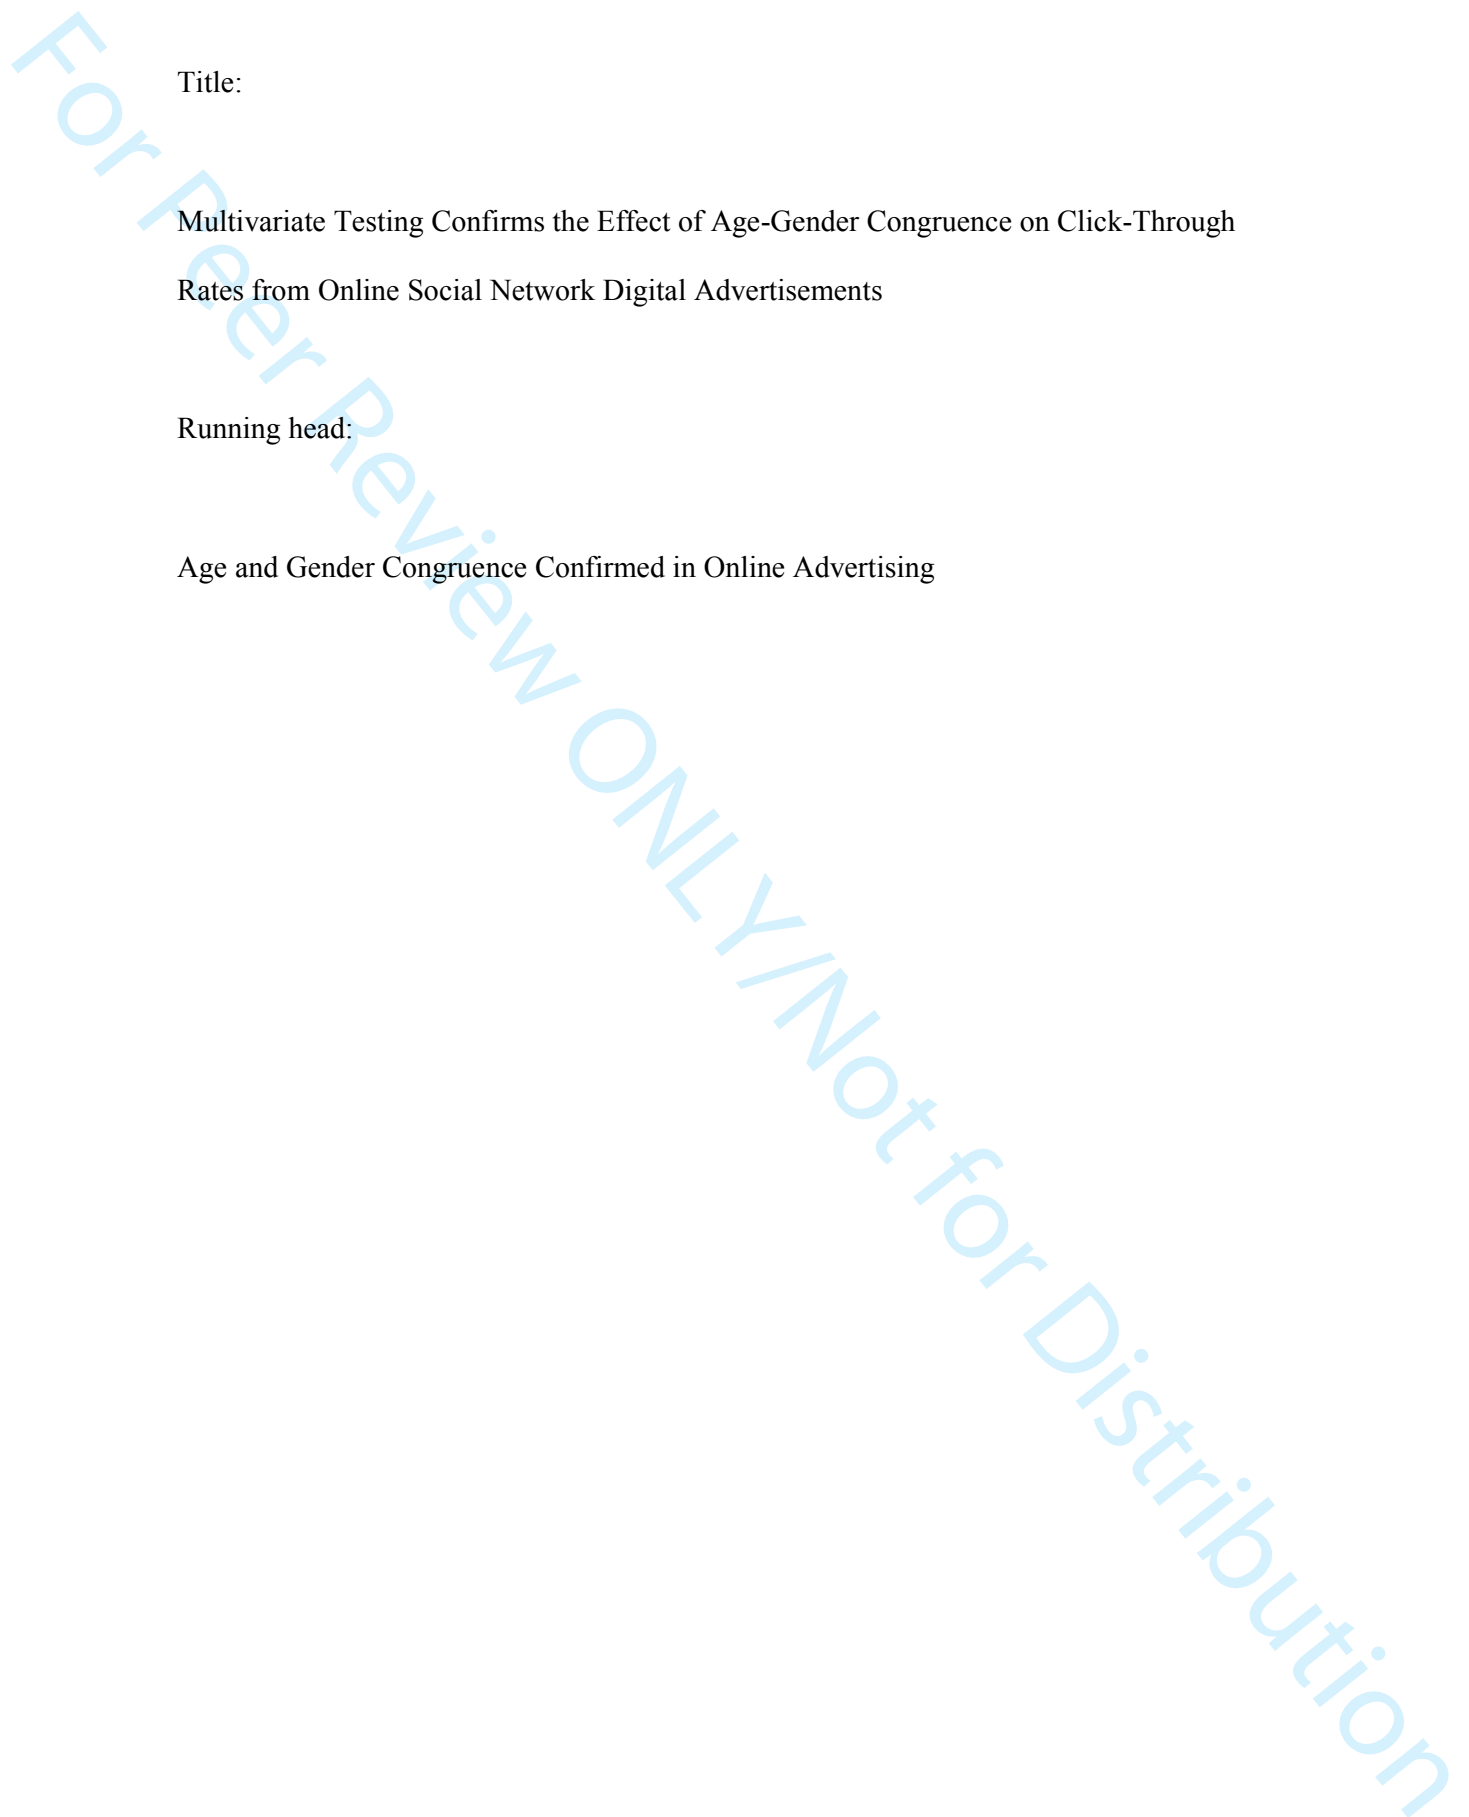 Title:
Multivariate Testing Confirms the Effect of Age-Gender Congruence on Click-Through
Rates from Online Social Network Digital Advertisements
Running head:
Age and Gender Congruence Confirmed in Online Advertising
For Peer Review ONLY/Not for Distribution